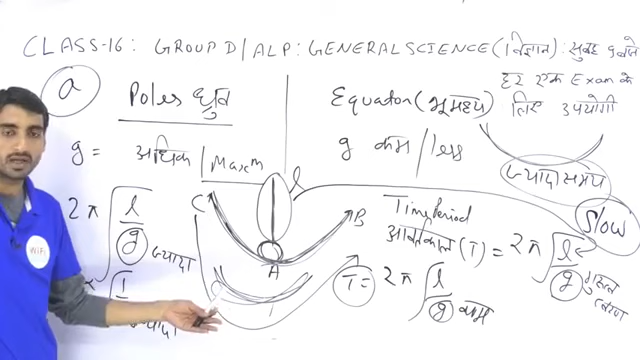 CLASS-16: GROUP D/ALP: GENERAL SCIENCE (विज्ञान): सुबह 9 बजे
हर एक Exam के
लिए उपयोगी
a
Poles ध्रुव
Equator (भूमध्य
g = अधिक / Maxm
g कम / less
ज्यादा समय
Slow
l
C
B
A
Time Period
आवर्तकाल (T) = 2π √l/g
गुरुत्व
त्वरण
2π √l/g ज्यादा
T = 2π √l/g कम
ज्यादा
WiFi